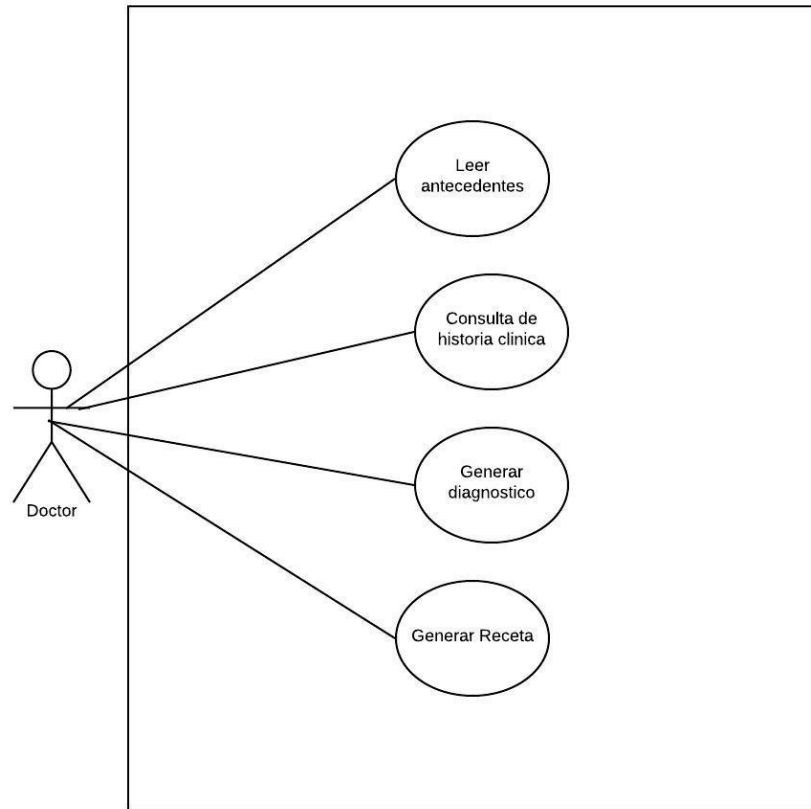 Leer
antecedentes
Consulta de
historia clinica
Generar
diagnostico
Doctor
Generar Receta